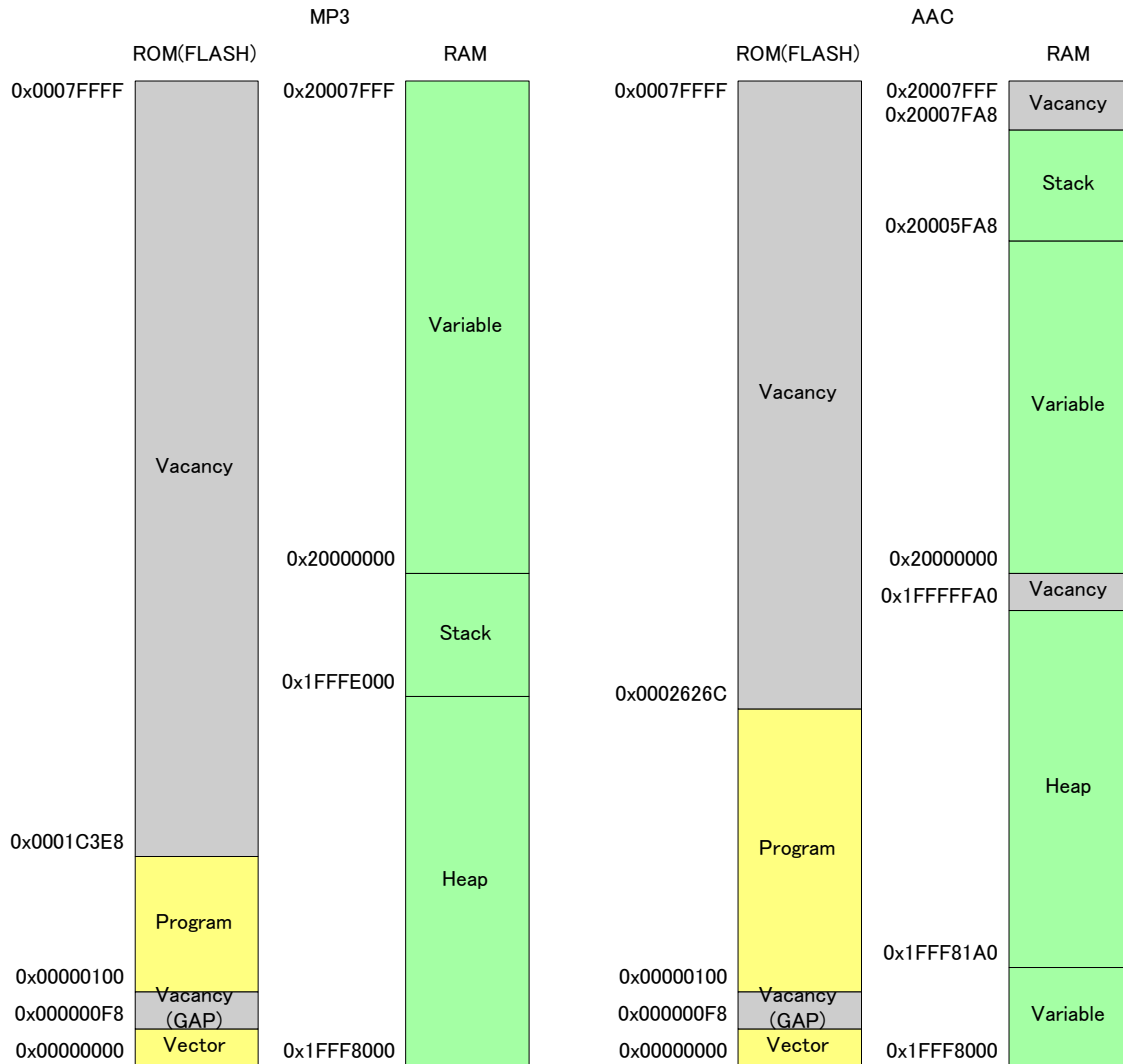 MP3
AAC
ROM(FLASH)
RAM
ROM(FLASH)
RAM
0x0007FFFF
0x20007FFF
0x0007FFFF
0x20007FFF
Vacancy
0x20007FA8
Stack
0x20005FA8
Variable
Vacancy
Variable
Vacancy
0x20000000
0x20000000
Vacancy
0x1FFFFFA0
Stack
0x1FFFE000
0x0002626C
Heap
0x0001C3E8
Program
Heap
Program
0x1FFF81A0
0x00000100
0x00000100
Vacancy
(GAP)
Vacancy
(GAP)
0x000000F8
0x000000F8
Variable
Vector
Vector
0x00000000
0x1FFF8000
0x00000000
0x1FFF8000